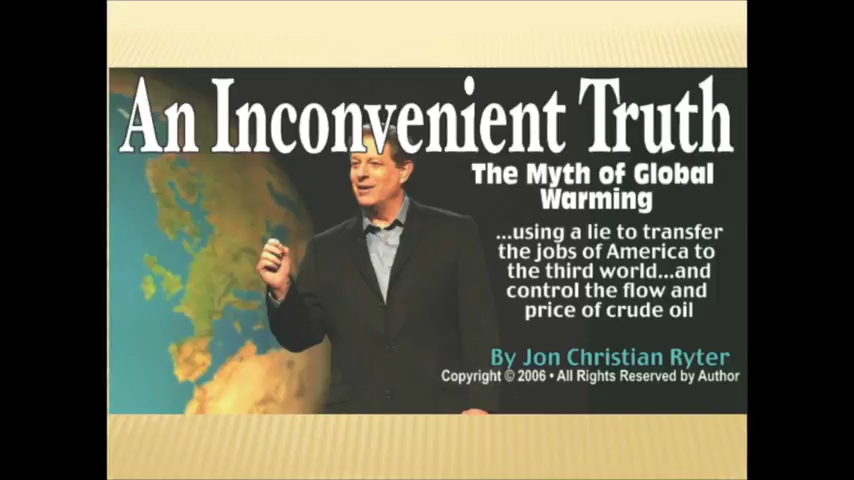 An Inconvenient Truth
The Myth of Global
Warming
...using a lie to transfer
the jobs of America to
the third world...and
control the flow and
price of crude oil
By Jon Christian Ryter
Copyright © 2006 • All Rights Reserved by Author